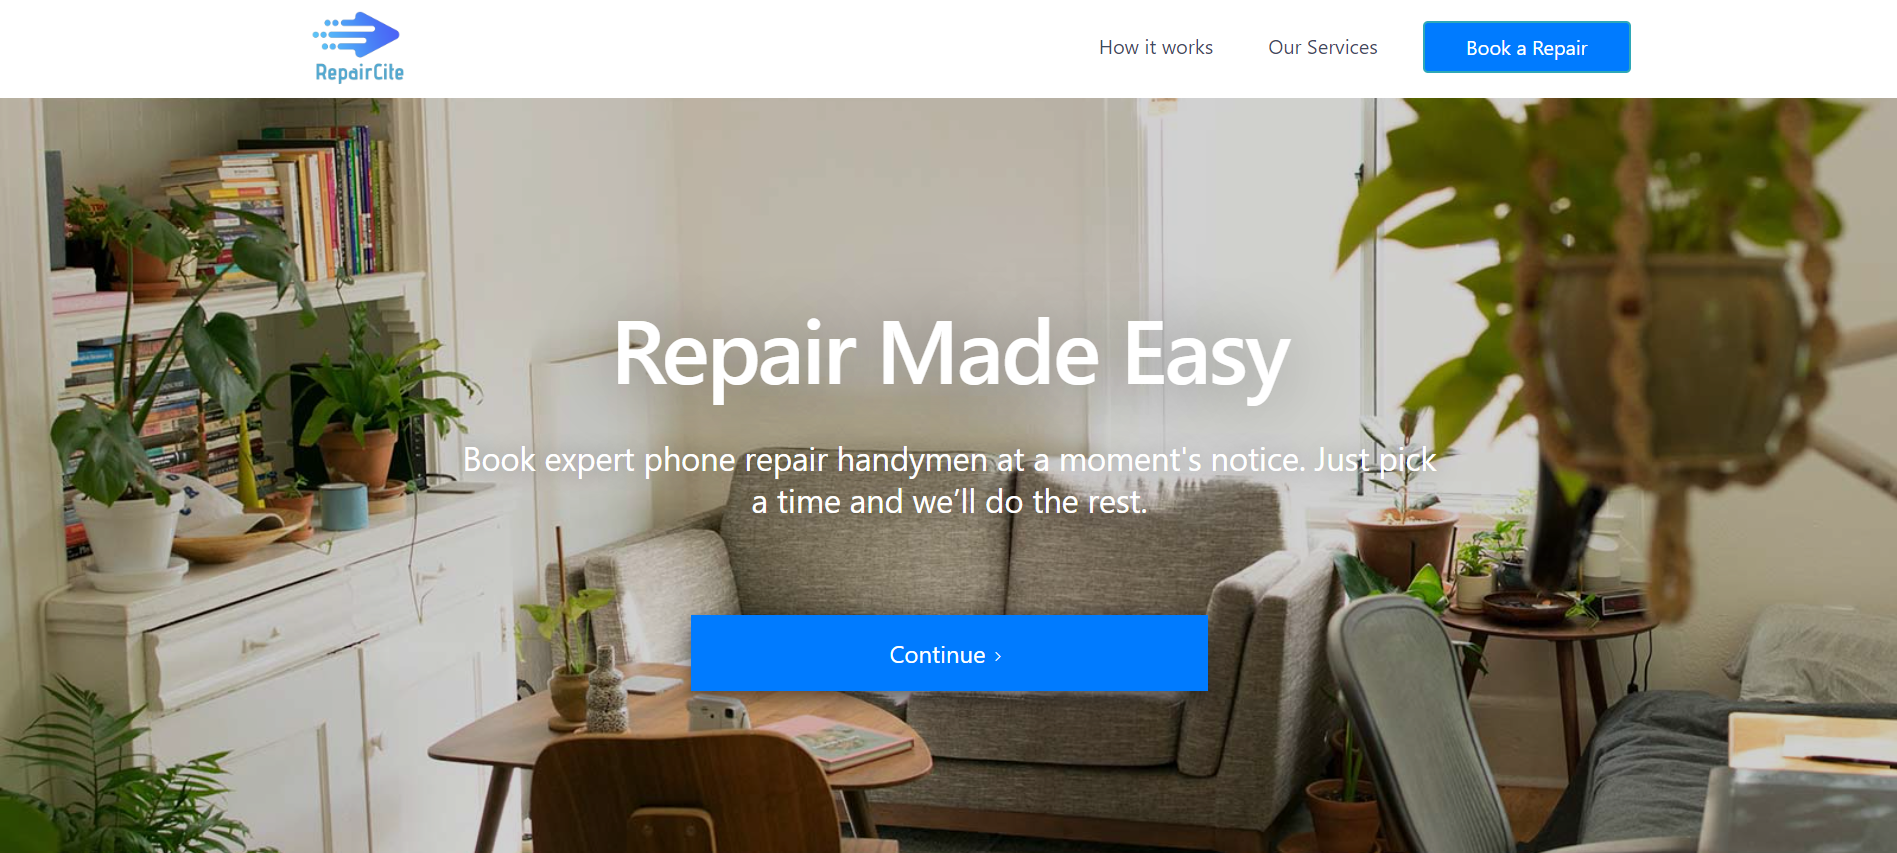 RepairCite
How it works
Our Services
Book a Repair
Repair Made Easy
Book expert phone repair handymen at a moment's notice. Just pick
a time and we’ll do the rest.
Continue ›